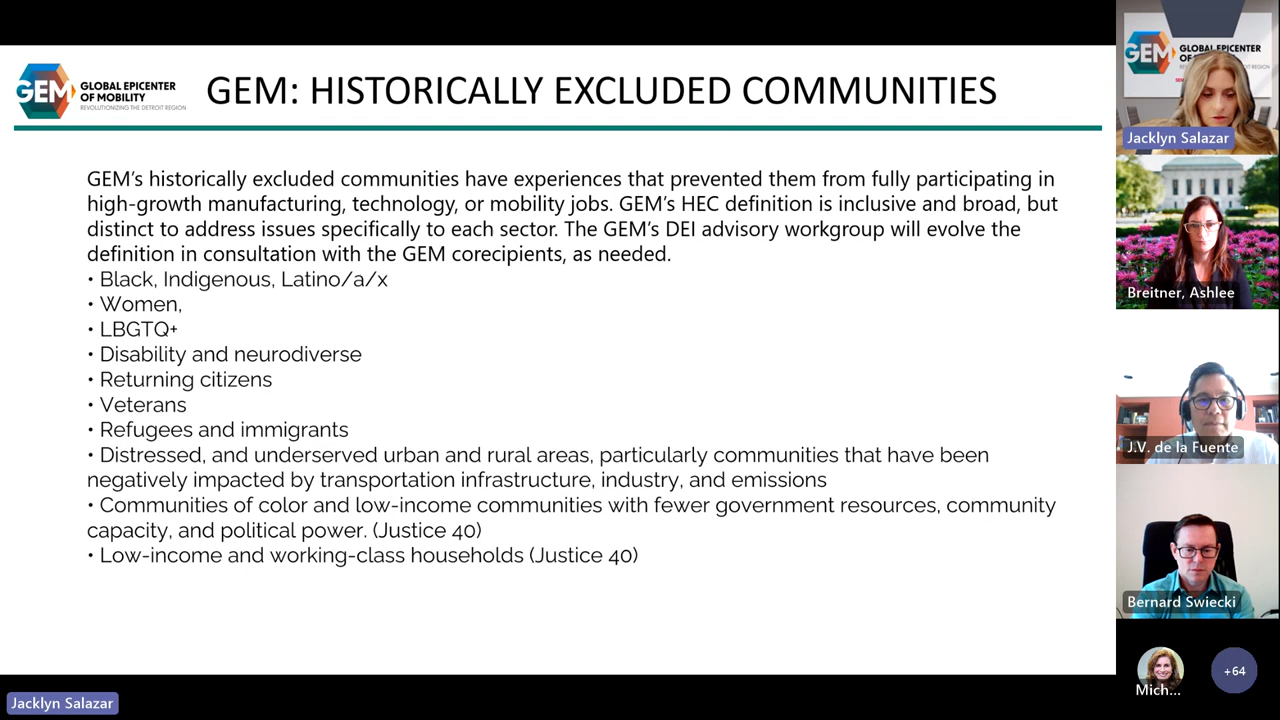 GEM
GLOBAL EPICENTER
OF MOBILITY
REVOLUTIONIZING THE DETROIT REGION
GEM: HISTORICALLY EXCLUDED COMMUNITIES
GEM’s historically excluded communities have experiences that prevented them from fully participating in
high-growth manufacturing, technology, or mobility jobs. GEM’s HEC definition is inclusive and broad, but
distinct to address issues specifically to each sector. The GEM’s DEI advisory workgroup will evolve the
definition in consultation with the GEM corecipients, as needed.
• Black, Indigenous, Latino/a/x
• Women,
• LBGTQ+
• Disability and neurodiverse
• Returning citizens
• Veterans
• Refugees and immigrants
• Distressed, and underserved urban and rural areas, particularly communities that have been
negatively impacted by transportation infrastructure, industry, and emissions
• Communities of color and low-income communities with fewer government resources, community
capacity, and political power. (Justice 40)
• Low-income and working-class households (Justice 40)
Jacklyn Salazar
GEM
GLOBAL EPICENTER
Jacklyn Salazar
Breitner, Ashlee
J.V. de la Fuente
Bernard Swiecki
Mich...
+64